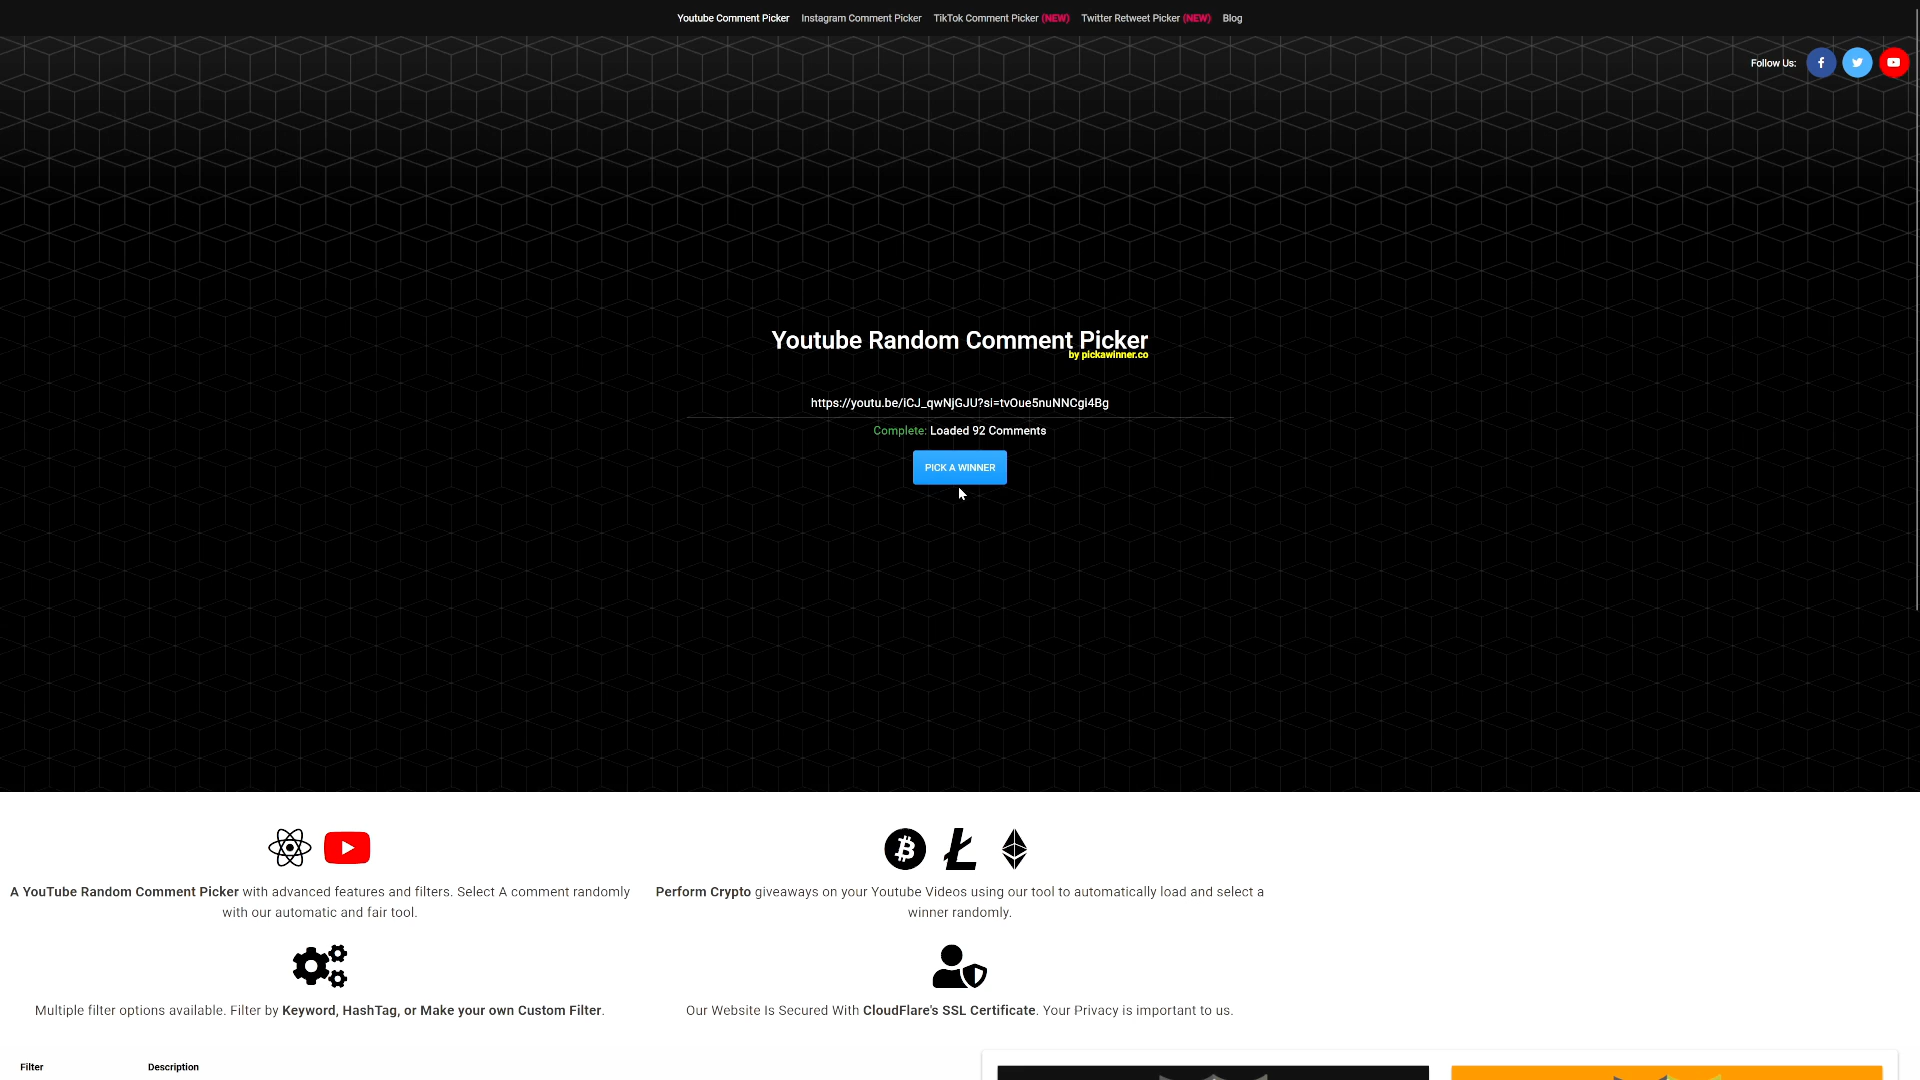 Youtube Comment Picker Instagram Comment Picker TikTok Comment Picker (NEW) Twitter Retweet Picker (NEW) Blog
Follow Us:
Youtube Random Comment Picker
by pickawinner.co
https://youtu.be/iCJ_qwNjGJU?si=tvOue5nuNNCgi4Bg
Complete: Loaded 92 Comments
PICK A WINNER
A YouTube Random Comment Picker with advanced features and filters. Select A comment randomly
with our automatic and fair tool.
Perform Crypto giveaways on your Youtube Videos using our tool to automatically load and select a
winner randomly.
Multiple filter options available. Filter by Keyword, HashTag, or Make your own Custom Filter.
Our Website Is Secured With CloudFlare's SSL Certificate. Your Privacy is important to us.
Filter Description